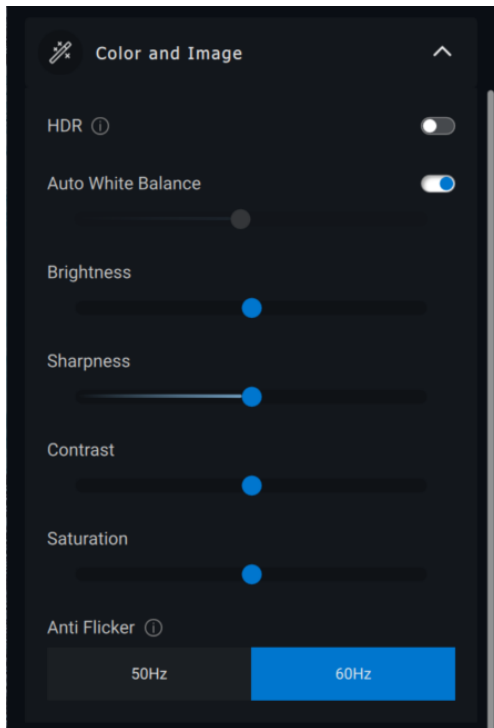 Color and Image
HDR
Auto White Balance
Brightness
Sharpness
Contrast
Saturation
Anti Flicker
50Hz 60Hz